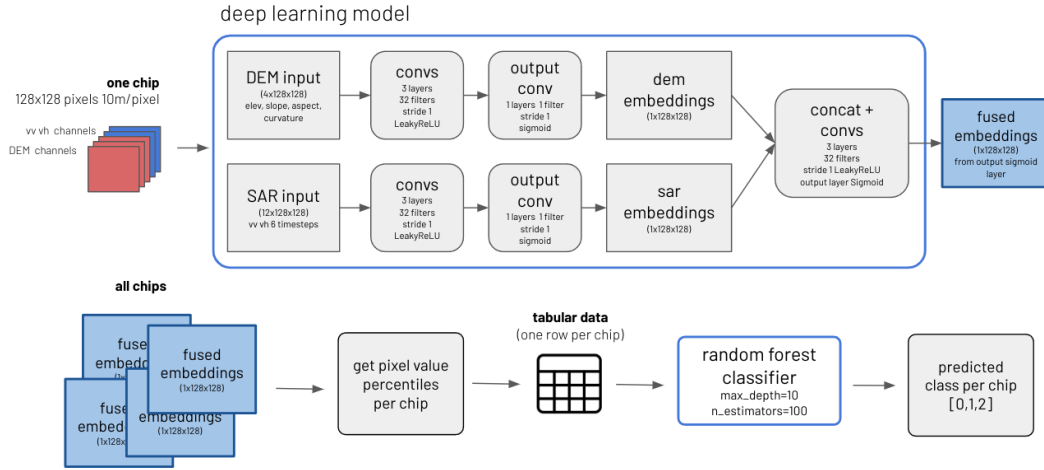 deep learning model
one chip
128x128 pixels 10m/pixel
vv vh channels
DEM channels
DEM input
(4x128x128)
elev, slope, aspect,
curvature
convs
3 layers
32 filters
stride 1
LeakyReLU
output
conv
1 layers 1 filter
stride 1
sigmoid
dem
embeddings
(1x128x128)
SAR input
(12x128x128)
vv vh 6 timesteps
convs
3 layers
32 filters
stride 1
LeakyReLU
output
conv
1 layers 1 filter
stride 1
sigmoid
sar
embeddings
(1x128x128)
concat +
convs
3 layers
32 filters
stride 1 LeakyReLU
output layer Sigmoid
fused
embeddings
(1x128x128)
from output sigmoid
layer
all chips
fused
embedd
(1x
fused
embeddings
(1x128x128)
fuse
embedd
(1x128x
embeddings
(1x128x128)
get pixel value
percentiles
per chip
tabular data
(one row per chip)
random forest
classifier
max_depth=10
n_estimators=100
predicted
class per chip
[0,1,2]